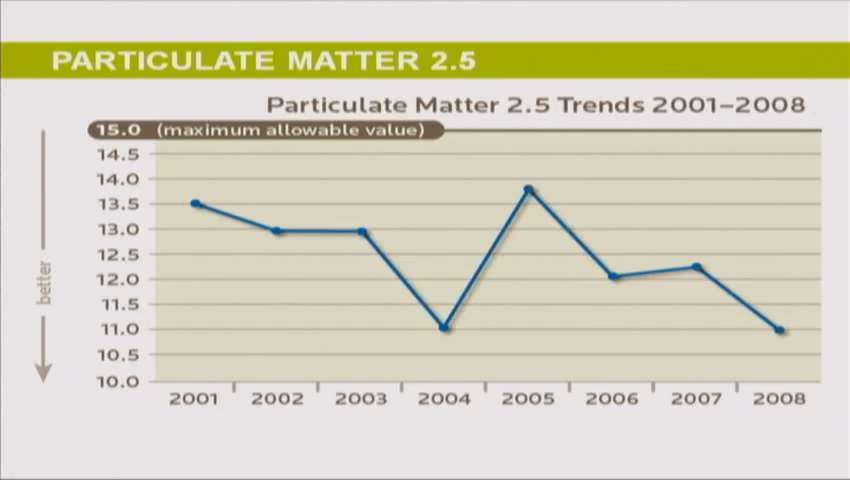 PARTICULATE MATTER 2.5
Particulate Matter 2.5 Trends 2001–2008
15.0 (maximum allowable value)
14.5
14.0
13.5
13.0
12.5
12.0
11.5
11.0
10.5
10.0
better
2001 2002 2003 2004 2005 2006 2007 2008